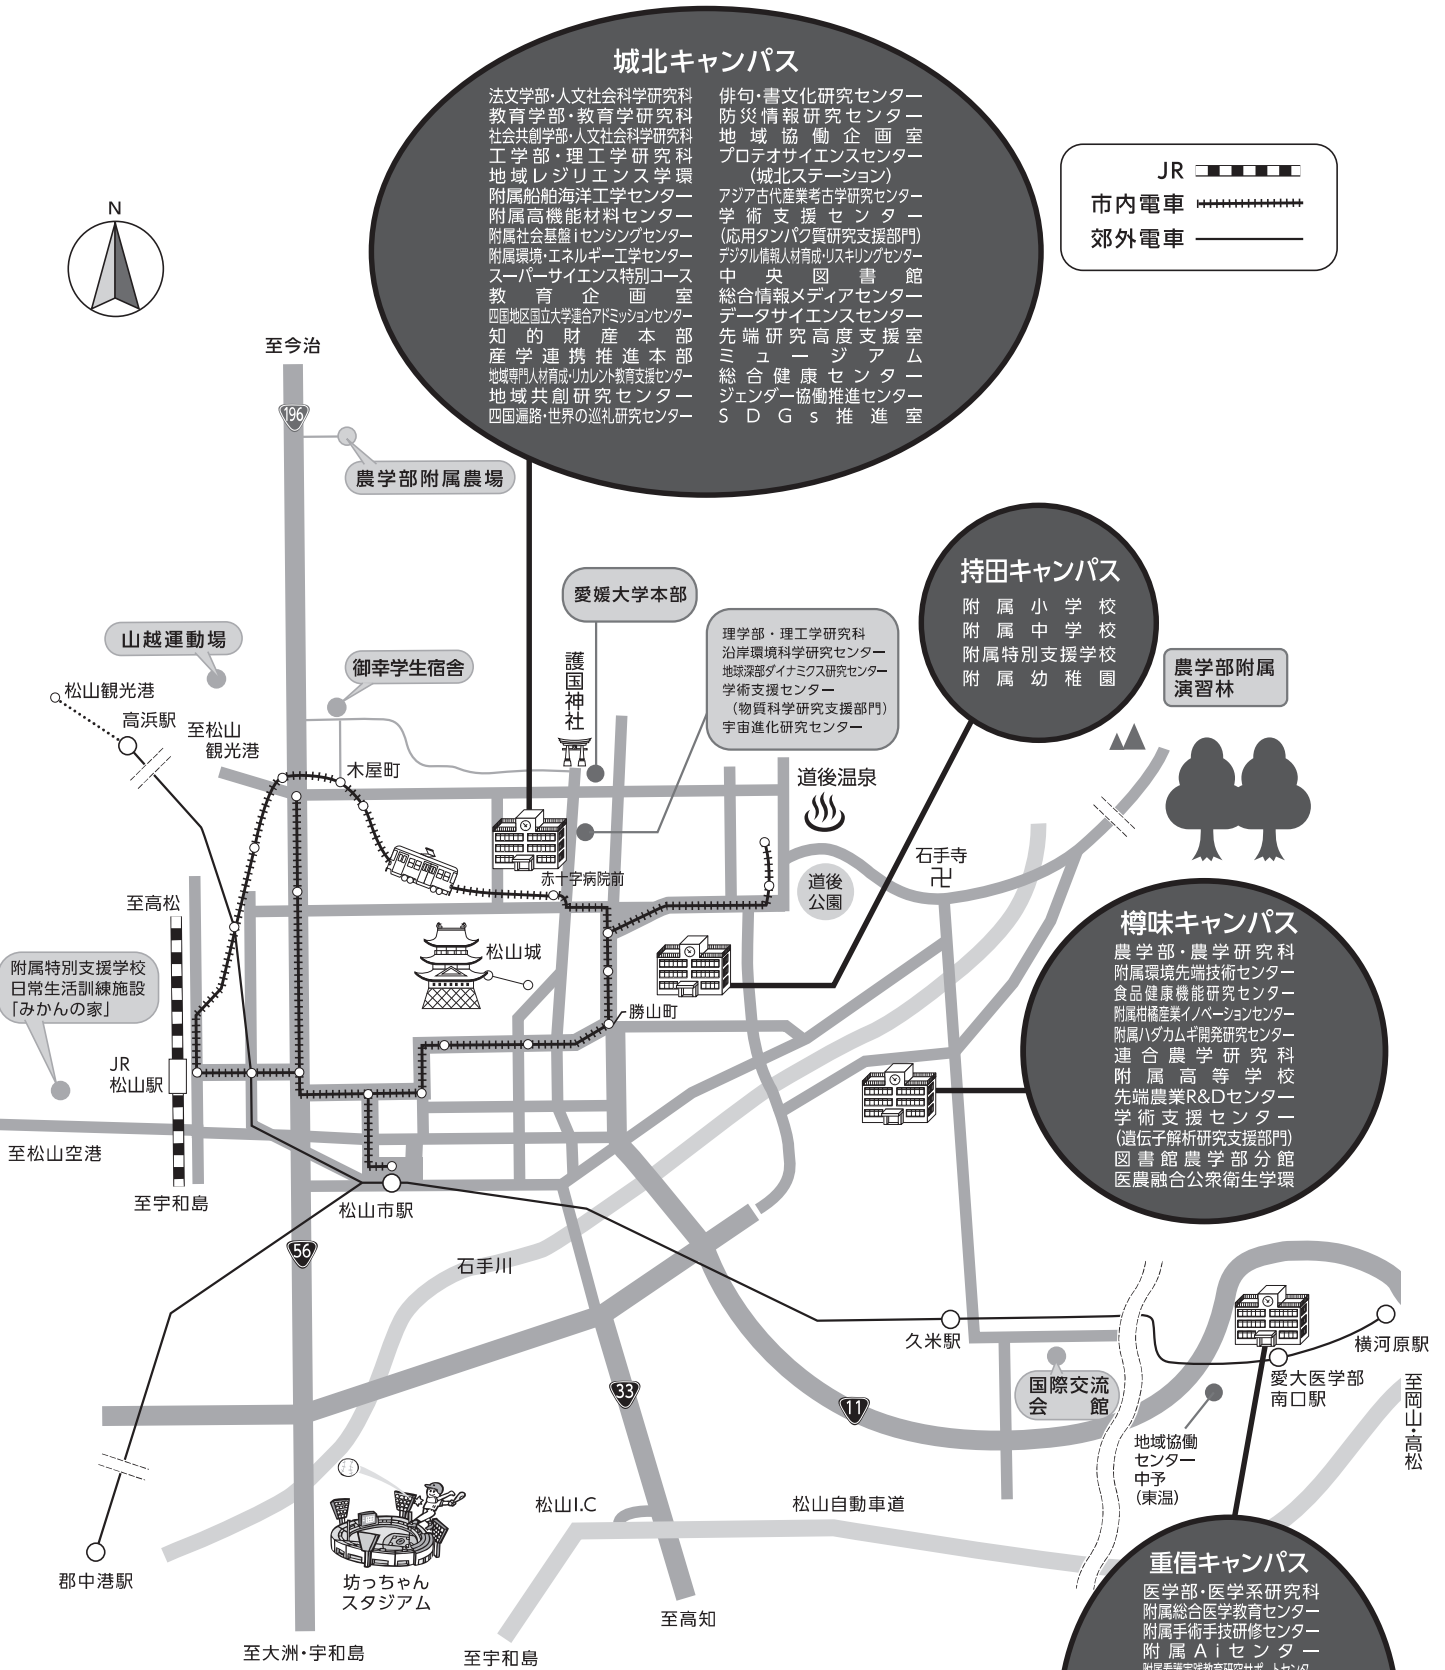 城北キャンパス
法文学部・人文社会科学研究科
教育学部・教育学研究科
社会共創学部・人文社会科学研究科
工学部・理工学研究科
地域レジリエンス学環
附属船舶海洋工学センター
附属高機能材料センター
附属社会基盤iセンシングセンター
附属環境・エネルギー工学センター
スーパーサイエンス特別コース
教育企画室
四国地区国立大学連合アドミッションセンター
知的財産本部
産学連携推進本部
地域専門人材育成・リカレント教育支援センター
地域共創研究センター
四国遍路・世界の巡礼研究センター
俳句・書文化研究センター
防災情報研究センター
地域協働企画室
プロテオサイエンスセンター
(城北ステーション)
アジア古代産業考古学研究センター
学術支援センター
(応用タンパク質研究支援部門)
デジタル情報人材育成・リスキリングセンター
中央図書館
総合情報メディアセンター
データサイエンスセンター
先端研究高度支援室
ミュージアム
総合健康センター
ジェンダー協働推進センター
SDGs推進室
JR
市内電車
郊外電車
N
至今治
196
農学部附属農場
持田キャンパス
附属小学校
附属中学校
附属特別支援学校
附属幼稚園
愛媛大学本部
理学部・理工学研究科
沿岸環境科学研究センター
地球深部ダイナミクス研究センター
学術支援センター
(物質科学研究支援部門)
宇宙進化研究センター
農学部附属
演習林
山越運動場
御幸学生宿舎
護国神社
松山観光港
高浜駅
至松山
観光港
木屋町
道後温泉
赤十字病院前
石手寺
道後
公園
至高松
松山城
附属特別支援学校
日常生活訓練施設
「みかんの家」
勝山町
JR
松山駅
樽味キャンパス
農学部・農学研究科
附属環境先端技術センター
食品健康機能研究センター
附属柑橘産業イノベーションセンター
附属ハダカムギ開発研究センター
連合農学研究科
附属高等学校
先端農業R&Dセンター
学術支援センター
(遺伝子解析研究支援部門)
図書館農学部分館
医農融合公衆衛生学環
至松山空港
至宇和島
松山市駅
56
石手川
久米駅
横河原駅
愛大医学部
南口駅
国際交流
会館
至岡山・高松
33
11
地域協働
センター
中予
(東温)
松山I.C
松山自動車道
郡中港駅
坊っちゃん
スタジアム
至高知
至大洲・宇和島
至宇和島
重信キャンパス
医学部・医学系研究科
附属総合医学教育センター
附属手術手技研修センター
附属Aiセンター